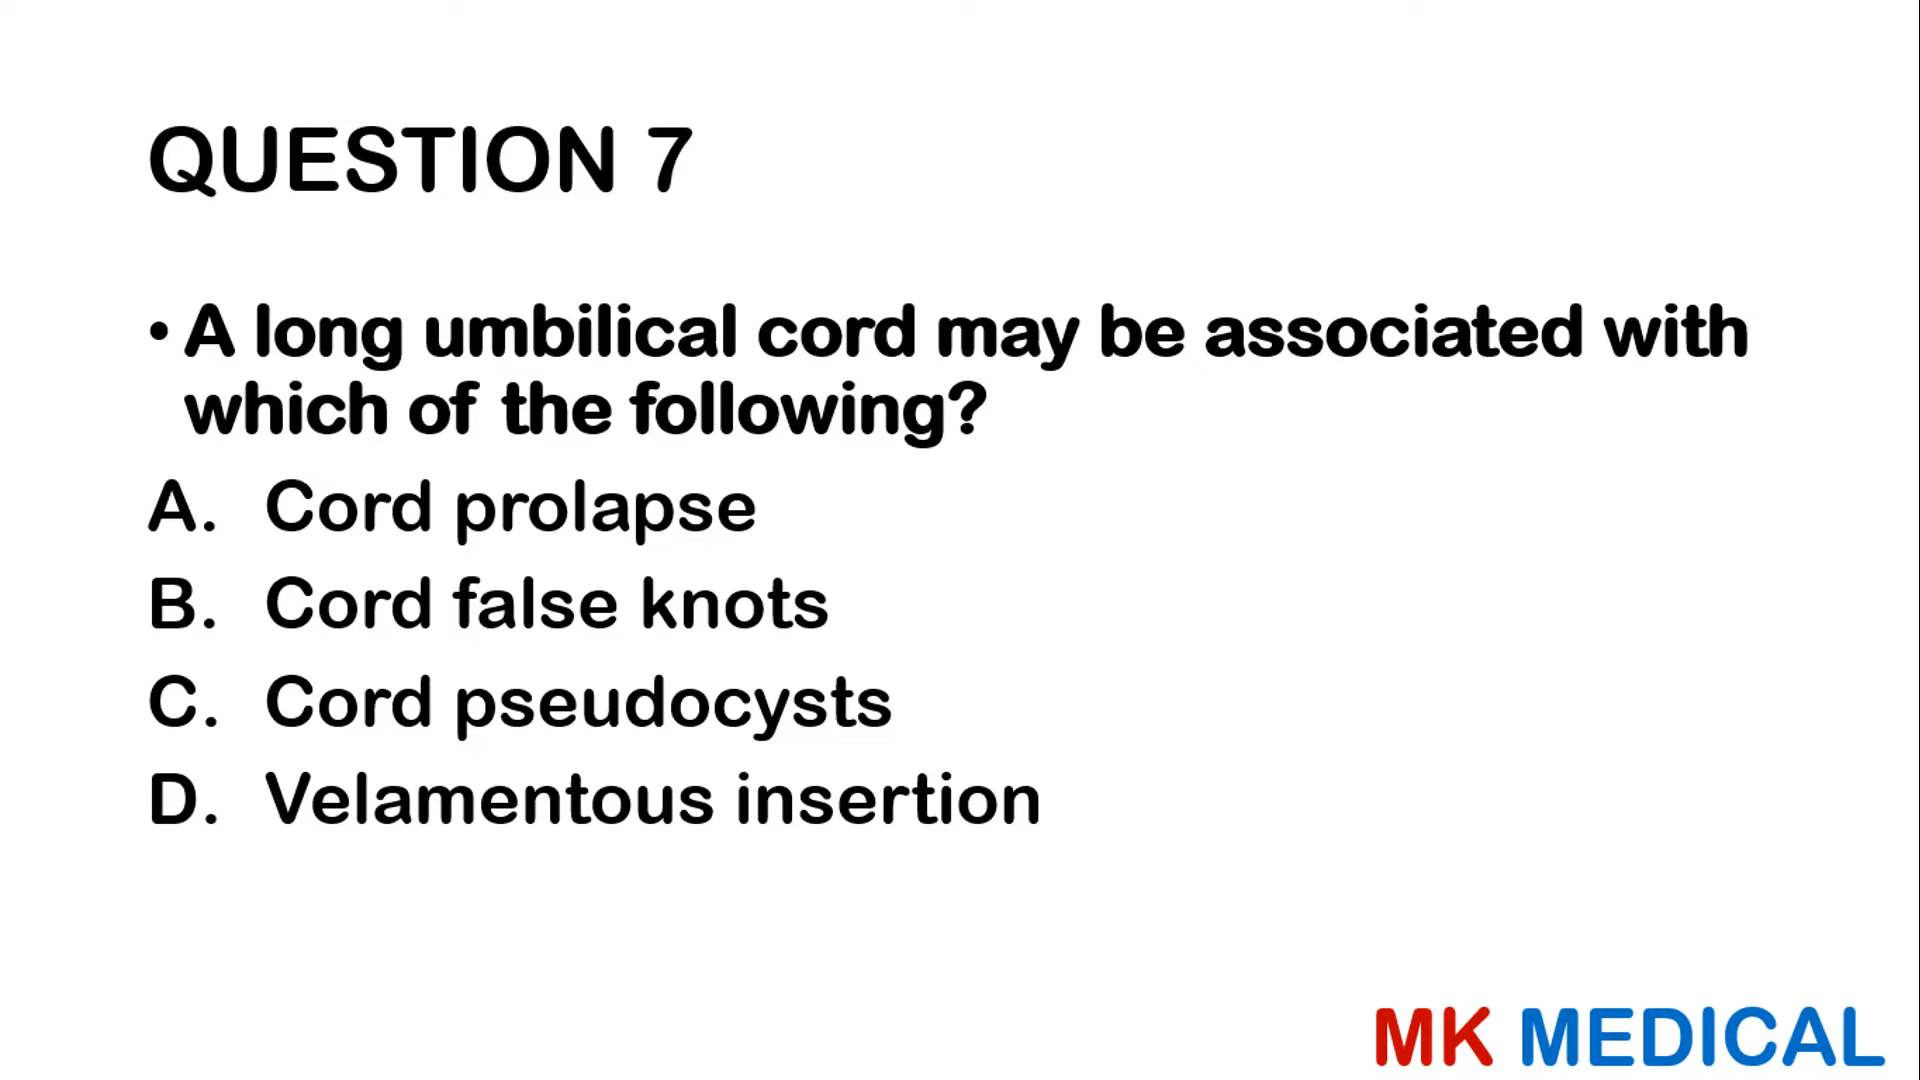 QUESTION 7
• A long umbilical cord may be associated with
which of the following?
A. Cord prolapse
B. Cord false knots
C. Cord pseudocysts
D. Velamentous insertion
MK MEDICAL